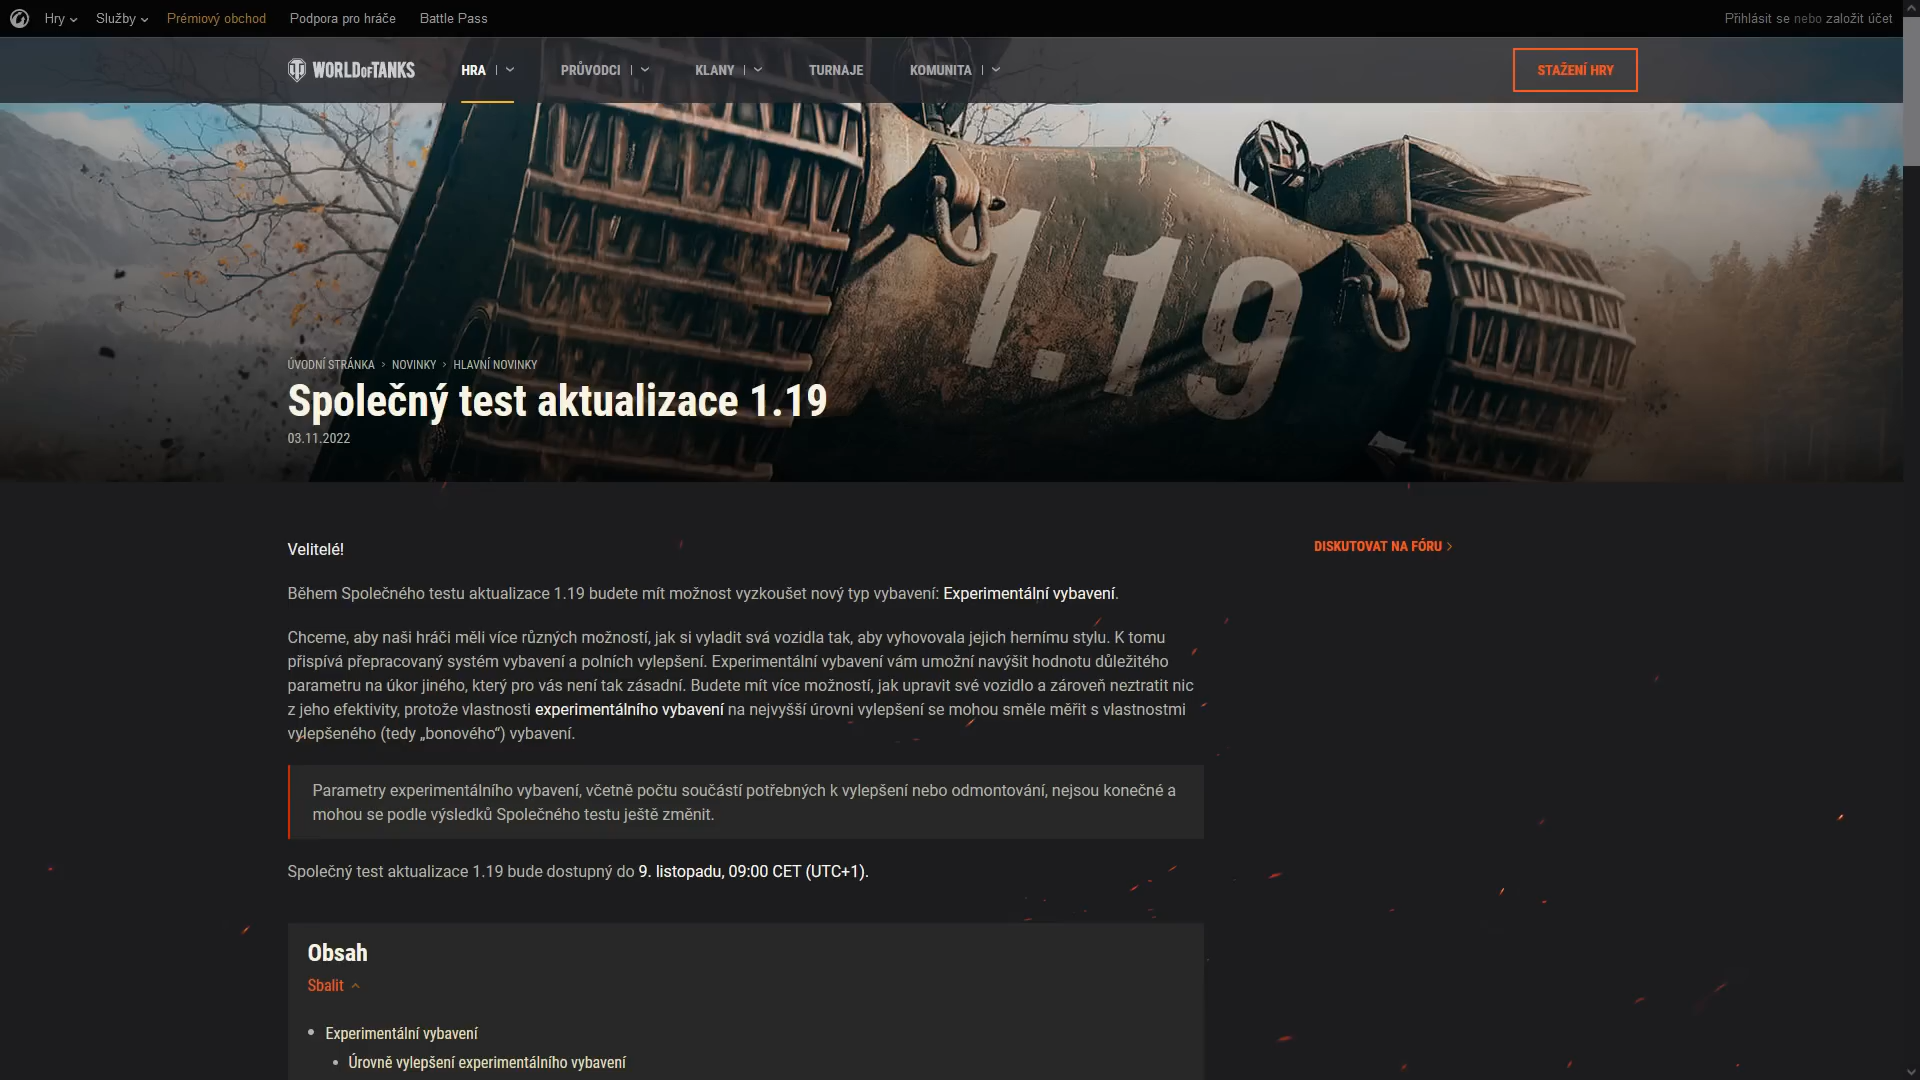 Hry
Služby
Prémiový obchod
Podpora pro hráče
Battle Pass
Přihlásit se nebo založit účet
WORLD OF TANKS
HRA
PRŮVODCI
KLANY
TURNAJE
KOMUNITA
STAŽENÍ HRY
1.19
ÚVODNÍ STRÁNKA > NOVINKY > HLAVNÍ NOVINKY
Společný test aktualizace 1.19
03.11.2022
Velitelé!
DISKUTOVAT NA FÓRU >
Během Společného testu aktualizace 1.19 budete mít možnost vyzkoušet nový typ vybavení: Experimentální vybavení.
Chceme, aby naši hráči měli více různých možností, jak si vyladit svá vozidla tak, aby vyhovovala jejich hernímu stylu. K tomu
přispívá přepracovaný systém vybavení a polních vylepšení. Experimentální vybavení vám umožní navýšit hodnotu důležitého
parametru na úkor jiného, který pro vás není tak zásadní. Budete mít více možností, jak upravit své vozidlo a zároveň neztratit nic
z jeho efektivity, protože vlastnosti experimentálního vybavení na nejvyšší úrovni vylepšení se mohou směle měřit s vlastnostmi
vylepšeného (tedy „bonového“) vybavení.
Parametry experimentálního vybavení, včetně počtu součástí potřebných k vylepšení nebo odmontování, nejsou konečné a
mohou se podle výsledků Společného testu ještě změnit.
Společný test aktualizace 1.19 bude dostupný do 9. listopadu, 09:00 CET (UTC+1).
Obsah
Sbalit
• Experimentální vybavení
• Úrovně vylepšení experimentálního vybavení